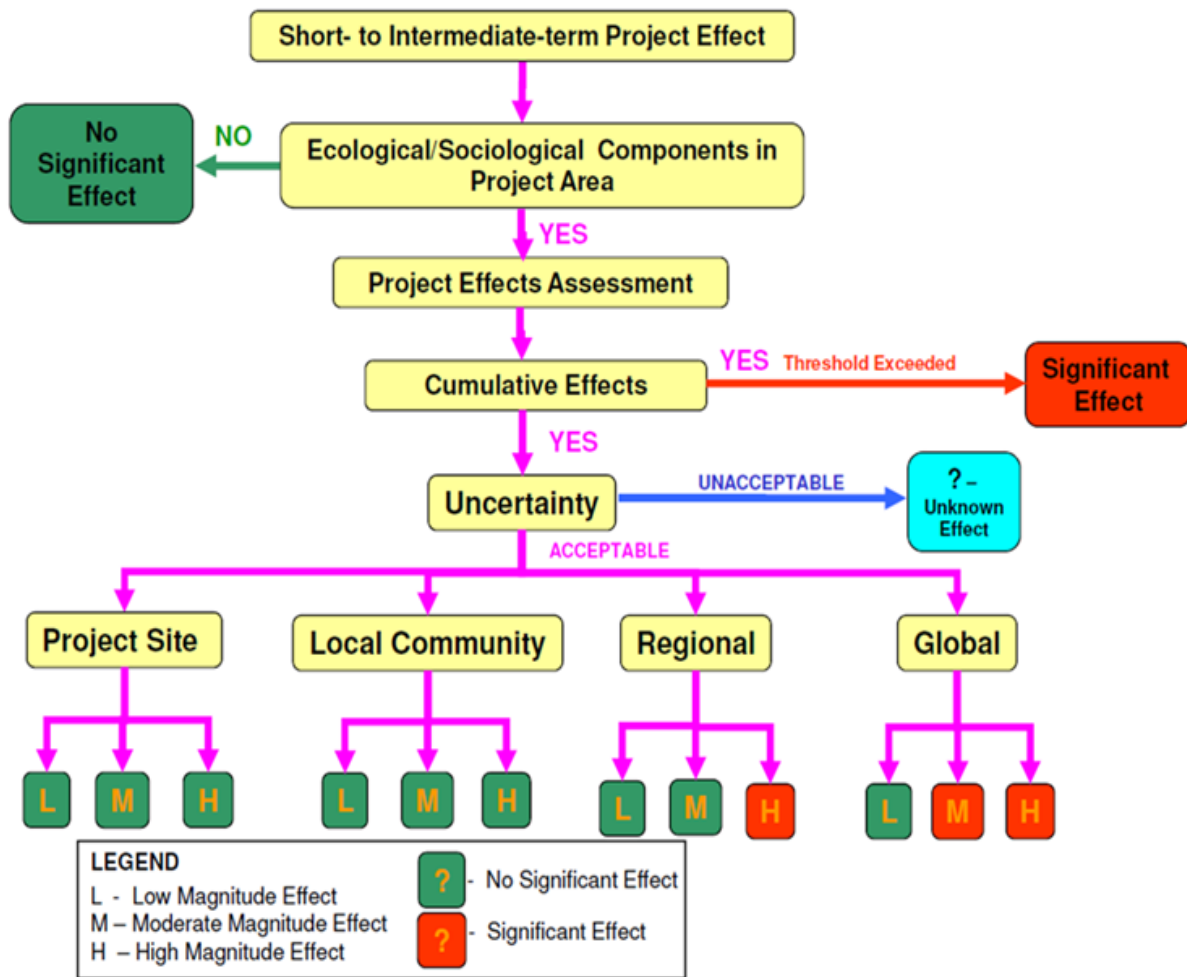 Short- to Intermediate-term Project Effect
No
Significant
Effect
NO
Ecological/Sociological Components in
Project Area
YES
Project Effects Assessment
Cumulative Effects
YES Threshold Exceeded
Significant
Effect
YES
Uncertainty
UNACCEPTABLE
? –
Unknown
Effect
ACCEPTABLE
Project Site
Local Community
Regional
Global
L M H
L M H
L M H
L M H
LEGEND
L - Low Magnitude Effect
M – Moderate Magnitude Effect
H – High Magnitude Effect
? - No Significant Effect
? - Significant Effect